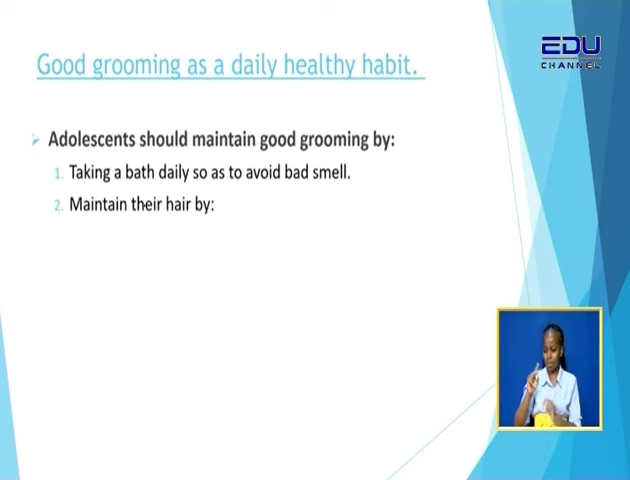 EDU
CHANNEL
Good grooming as a daily healthy habit.
Adolescents should maintain good grooming by:
1. Taking a bath daily so as to avoid bad smell.
2. Maintain their hair by: